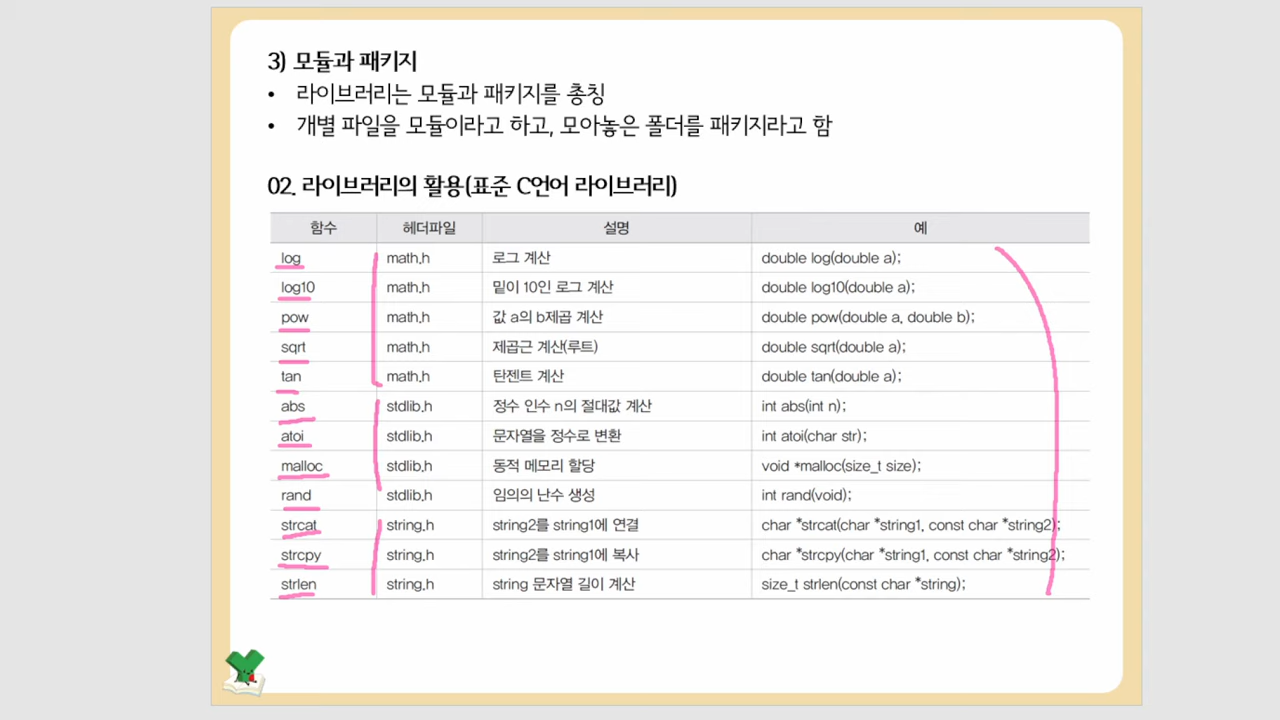 3) 모듈과 패키지
• 라이브러리는 모듈과 패키지를 총칭
• 개별 파일을 모듈이라고 하고, 모아놓은 폴더를 패키지라고 함
02. 라이브러리의 활용(표준 C언어 라이브러리)
함수 헤더파일 설명 예
log math.h 로그 계산 double log(double a);
log10 math.h 밑이 10인 로그 계산 double log10(double a);
pow math.h 값 a의 b제곱 계산 double pow(double a, double b);
sqrt math.h 제곱근 계산(루트) double sqrt(double a);
tan math.h 탄젠트 계산 double tan(double a);
abs stdlib.h 정수 인수 n의 절대값 계산 int abs(int n);
atoi stdlib.h 문자열을 정수로 변환 int atoi(char str);
malloc stdlib.h 동적 메모리 할당 void *malloc(size_t size);
rand stdlib.h 임의의 난수 생성 int rand(void);
strcat string.h string2를 string1에 연결 char *strcat(char *string1, const char *string2);
strcpy string.h string2를 string1에 복사 char *strcpy(char *string1, const char *string2);
strlen string.h string 문자열 길이 계산 size_t strlen(const char *string);